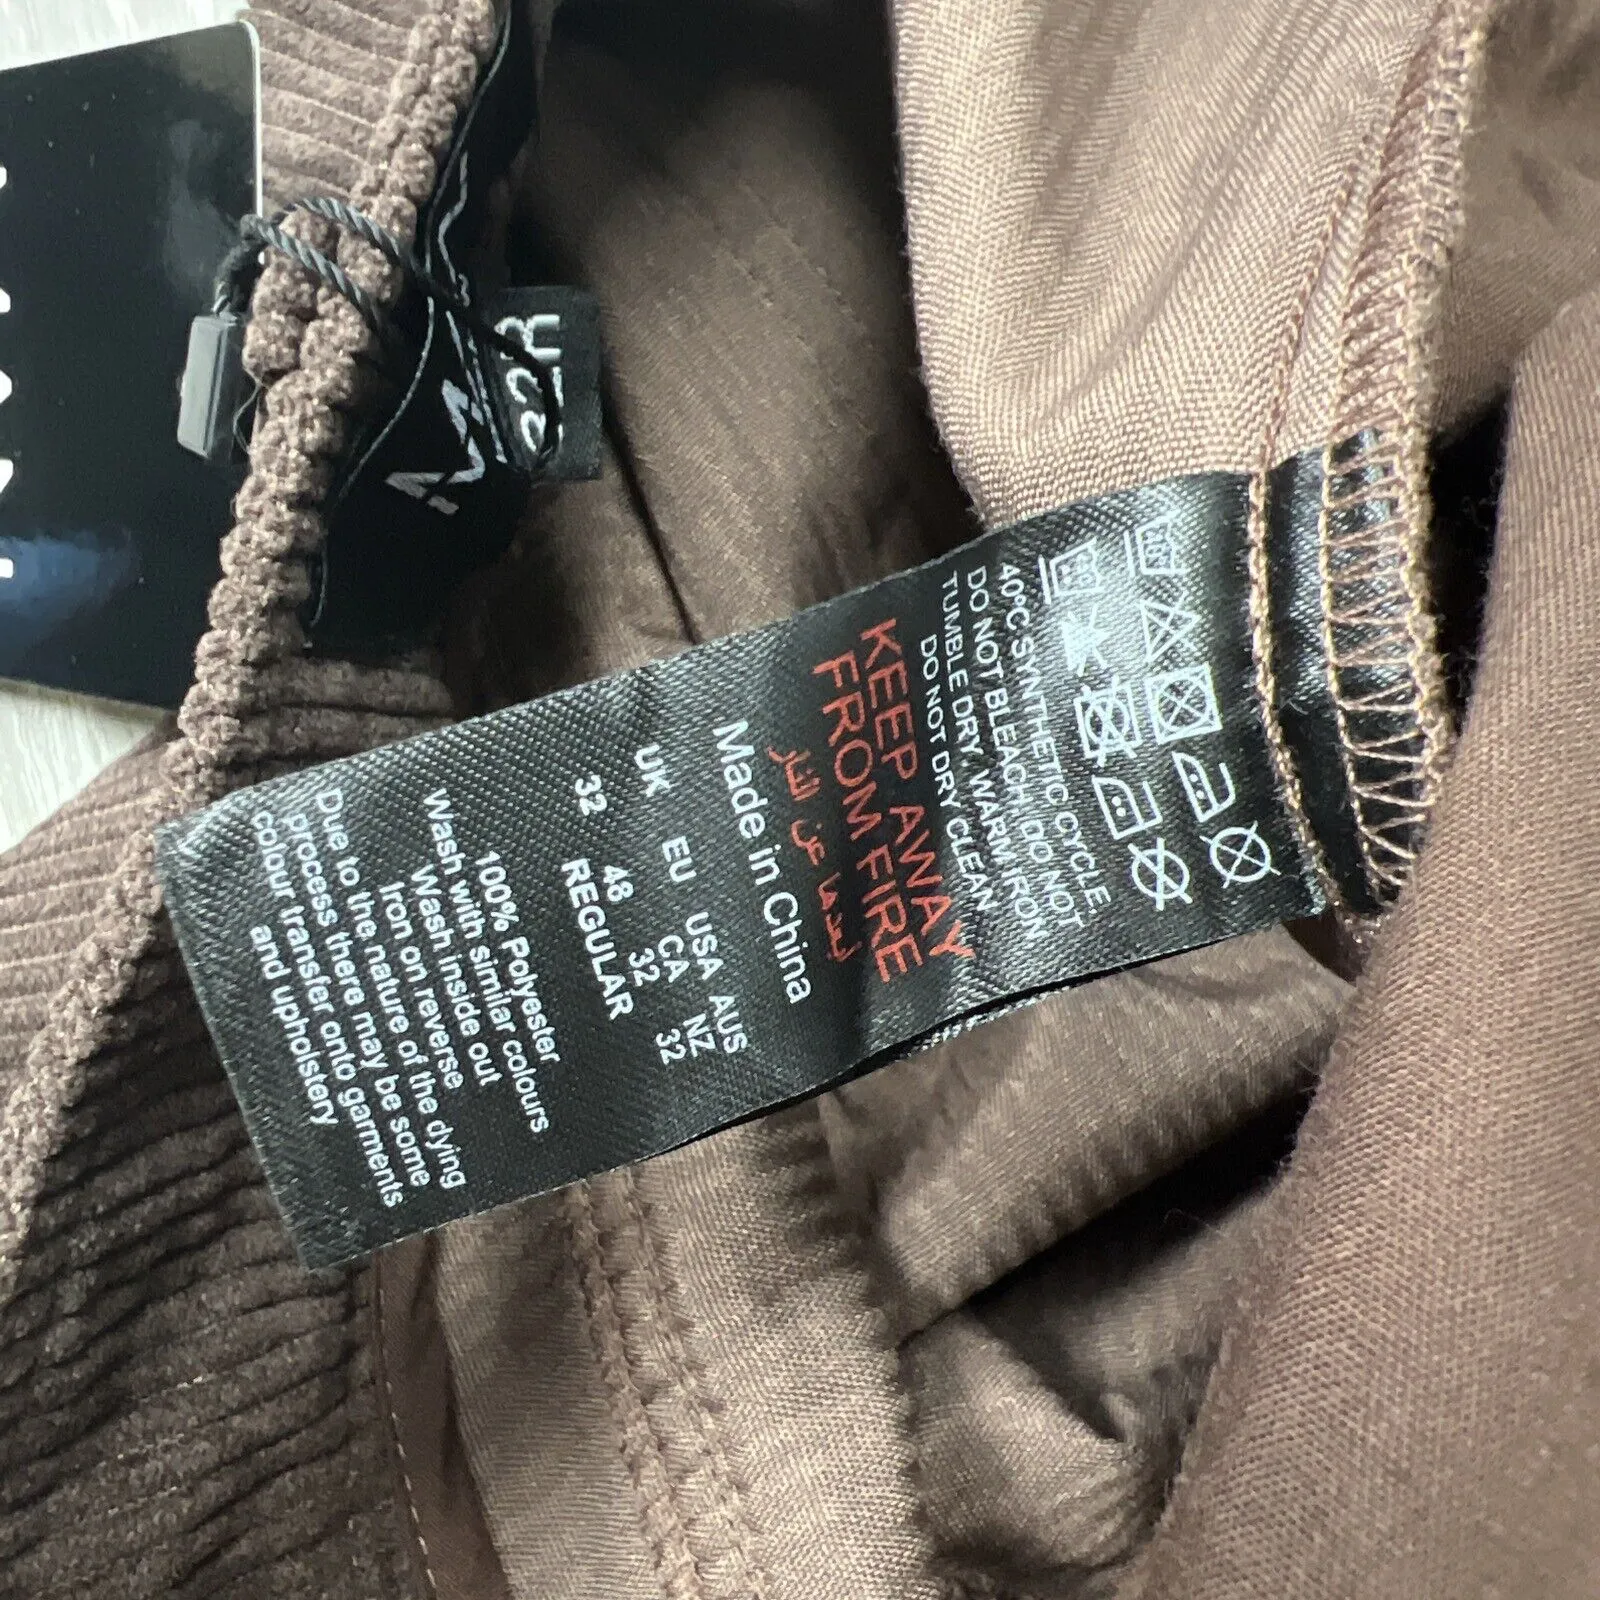 MAN
32R
40
40°C SYNTHETIC CYCLE.
DO NOT BLEACH, DO NOT
TUMBLE DRY, WARM IRON,
DO NOT DRY CLEAN
KEEP AWAY
FROM FIRE
Made in China
UK EU USA AUS
CA NZ
32 48 32 32
REGULAR
100% Polyester
Wash with similar colours
Wash inside out
Iron on reverse
Due to the nature of the dying
process there may be some
colour transfer onto garments
and upholstery